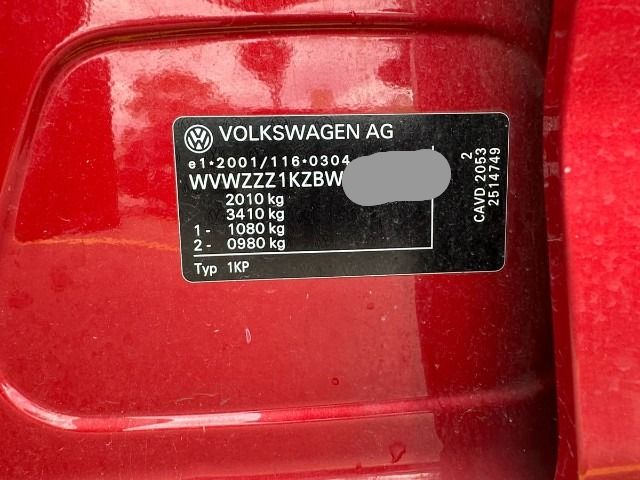 VOLKSWAGEN AG
e1*2001/116*0304
WVWZZZ1KZBW
2010 kg
3410 kg
1 - 1080 kg
2 - 0980 kg
Typ 1KP
2
CAVD 2053
2514749